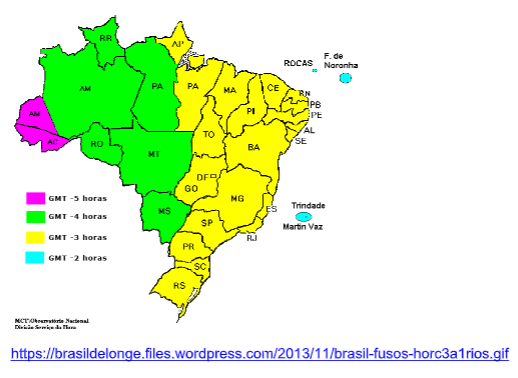 RR
AP
ROCAS
F. de
Noronha
AM
PA
PA
MA
CE
RN
PB
PE
PI
AL
SE
AM
AC
RO
TO
BA
MT
DF
GO
MG
ES
MS
SP
RJ
Trindade
Martin Vaz
PR
SC
RS
GMT -5 horas
GMT -4 horas
GMT -3 horas
GMT -2 horas
MCT\Observatório Nacional
Divisão Serviço da Hora
https://brasildelonge.files.wordpress.com/2013/11/brasil-fusos-horc3a1rios.gif